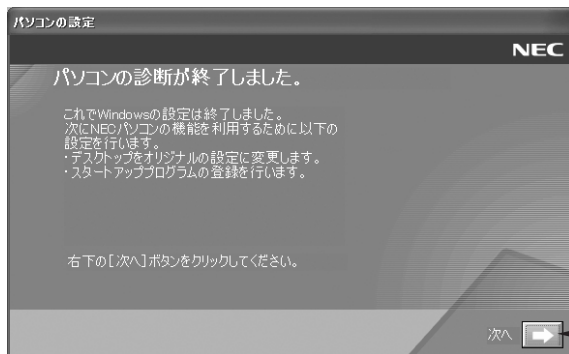 パソコンの設定
NEC
パソコンの診断が終了しました。
これでWindowsの設定は終了しました。
次にNECパソコンの機能を利用するために以下の
設定を行います。
・デスクトップをオリジナルの設定に変更します。
・スタートアッププログラムの登録を行います。
右下の[次へ]ボタンをクリックしてください。
次へ